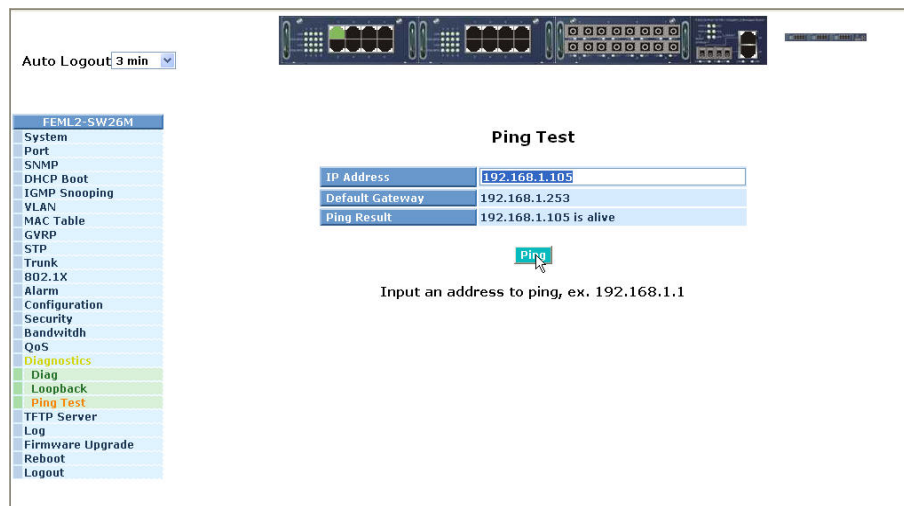 Auto Logout 3 min
FEML2-SW26M
System
Port
SNMP
DHCP Boot
IGMP Snooping
VLAN
MAC Table
GVRP
STP
Trunk
802.1X
Alarm
Configuration
Security
Bandwitdh
QoS
Diagnostics
Diag
Loopback
Ping Test
TFTP Server
Log
Firmware Upgrade
Reboot
Logout
Ping Test
IP Address 192.168.1.105
Default Gateway 192.168.1.253
Ping Result 192.168.1.105 is alive
Ping
Input an address to ping, ex. 192.168.1.1